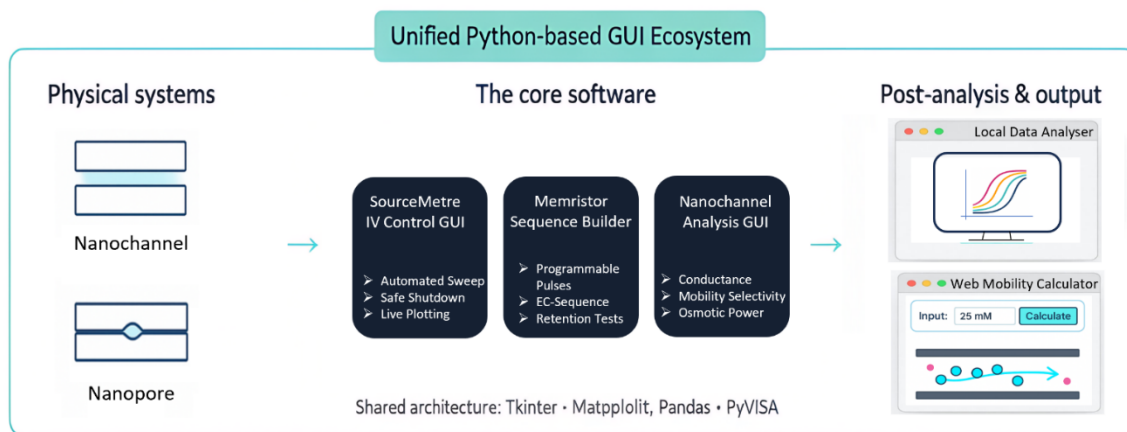 Unified Python-based GUI Ecosystem
Physical systems
The core software
Post-analysis & output
Nanochannel
Nanopore
SourceMetre
IV Control GUI
➢ Automated Sweep
➢ Safe Shutdown
➢ Live Plotting
Memristor
Sequence Builder
➢ Programmable
Pulses
➢ EC-Sequence
➢ Retention Tests
Nanochannel
Analysis GUI
➢ Conductance
➢ Mobility Selectivity
➢ Osmotic Power
Local Data Analyser
Web Mobility Calculator
Input: 25 mM Calculate
Shared architecture: Tkinter · Matpplolit, Pandas · PyVISA